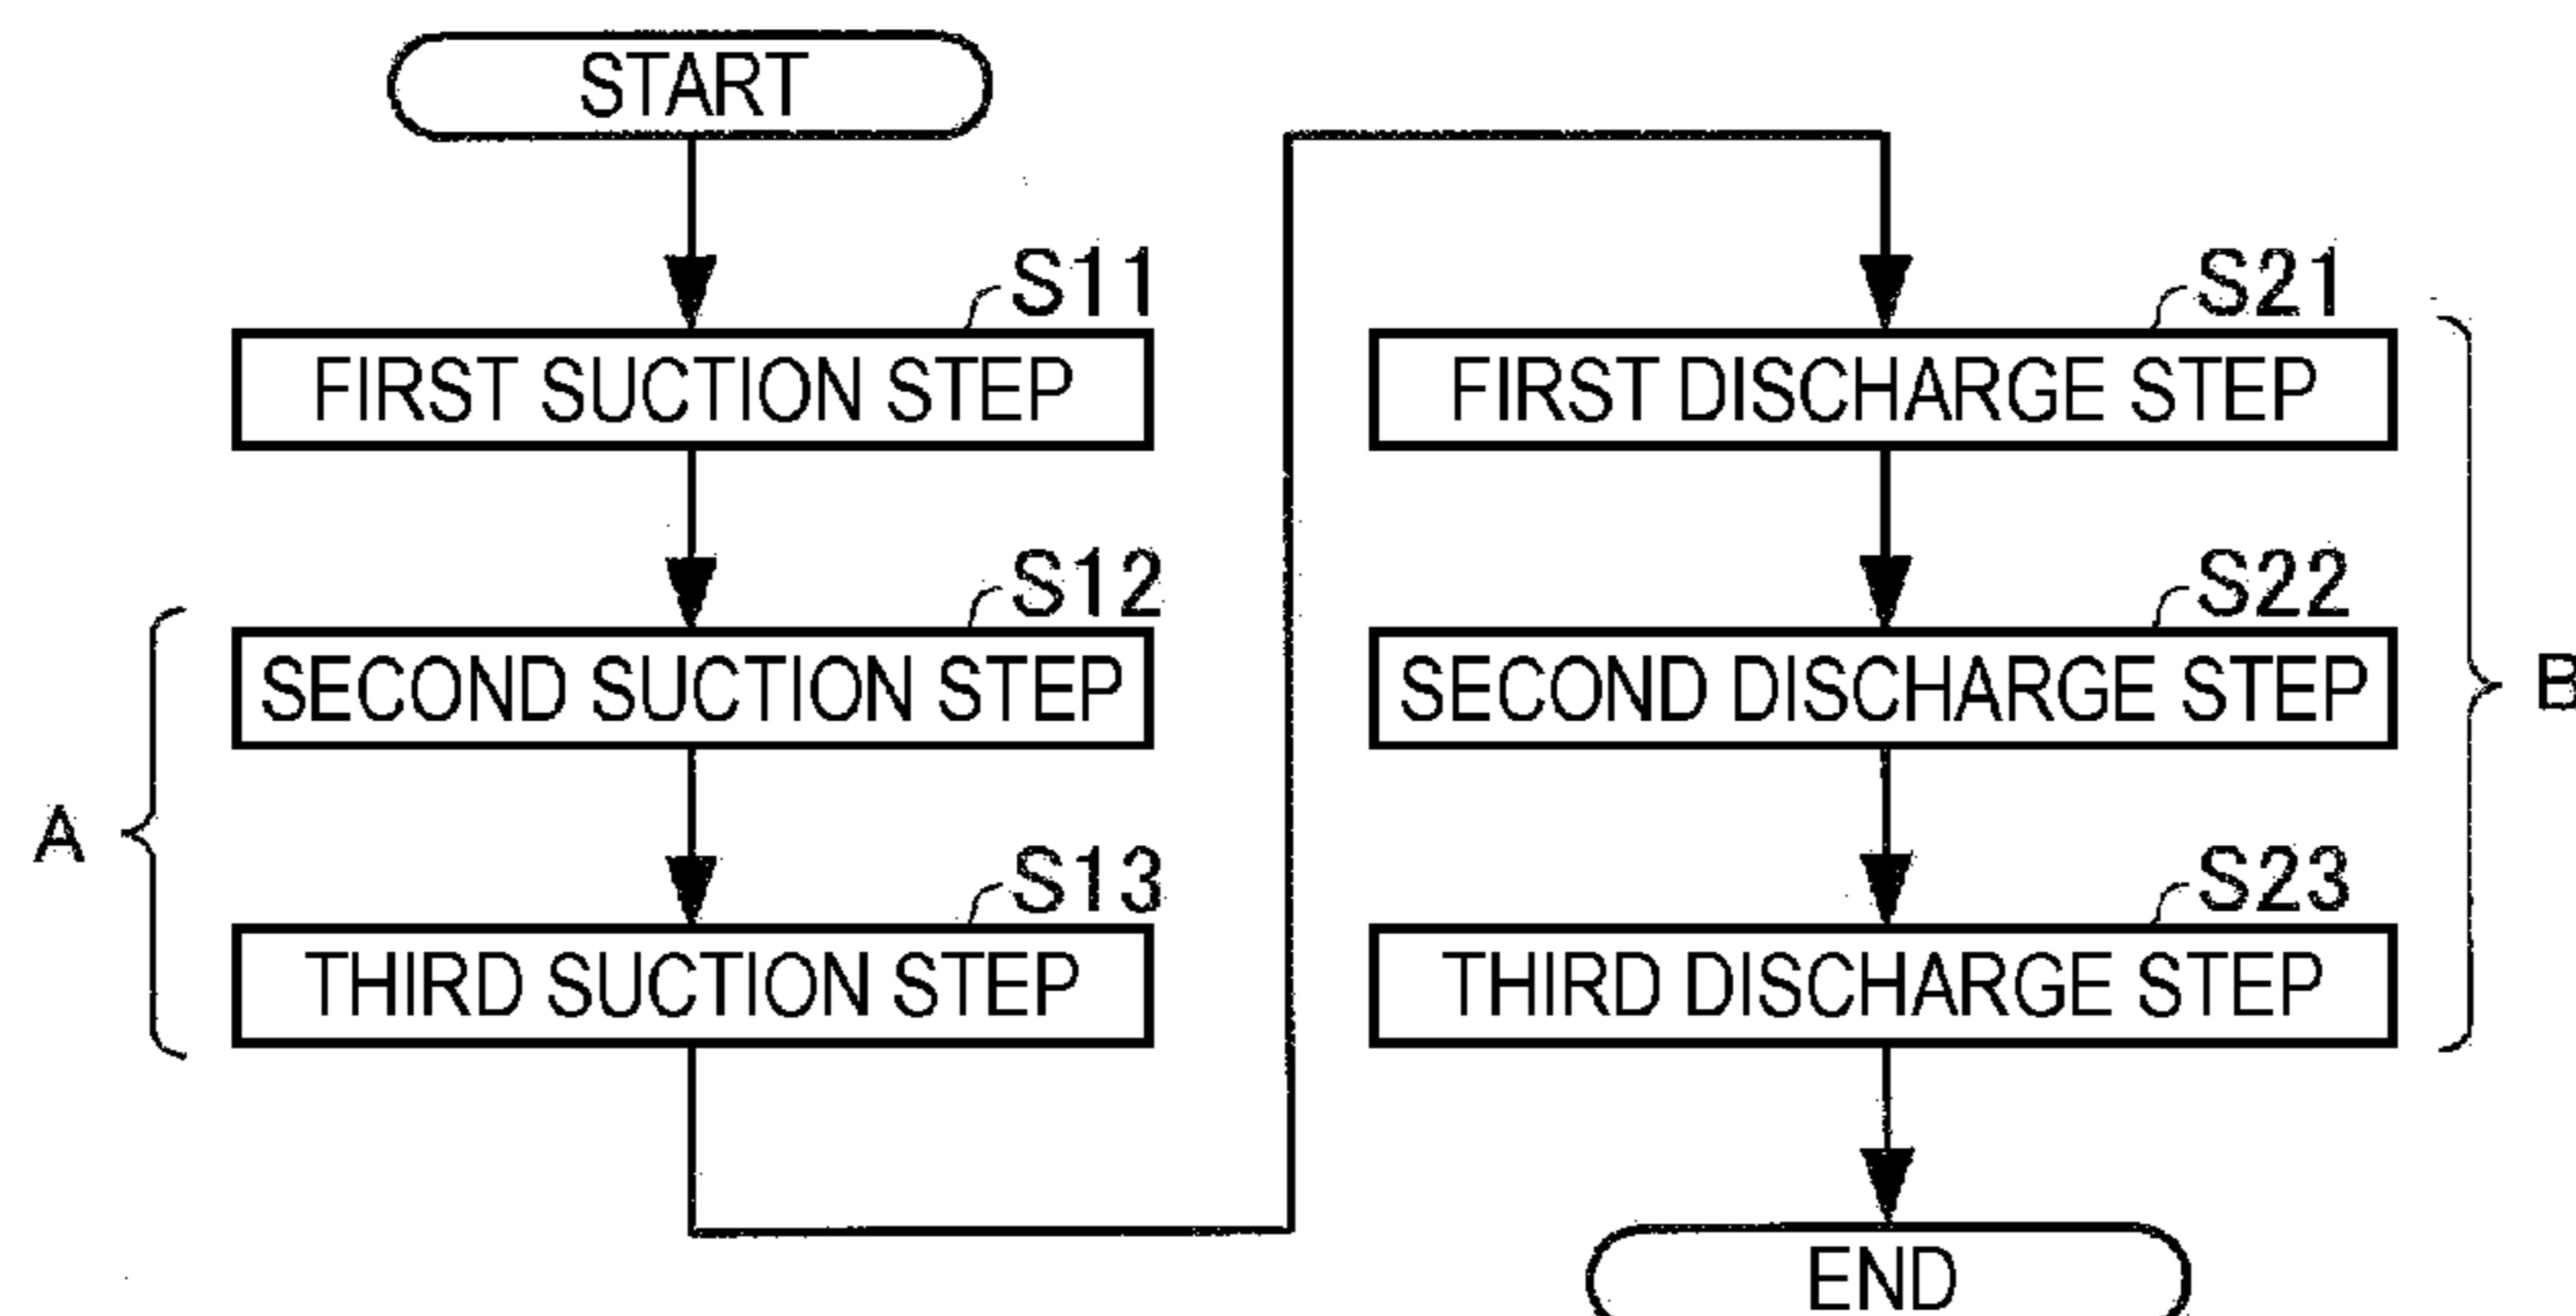 START
S11
FIRST SUCTION STEP
S12
SECOND SUCTION STEP
A
S13
THIRD SUCTION STEP
S21
FIRST DISCHARGE STEP
S22
SECOND DISCHARGE STEP
B
S23
THIRD DISCHARGE STEP
END